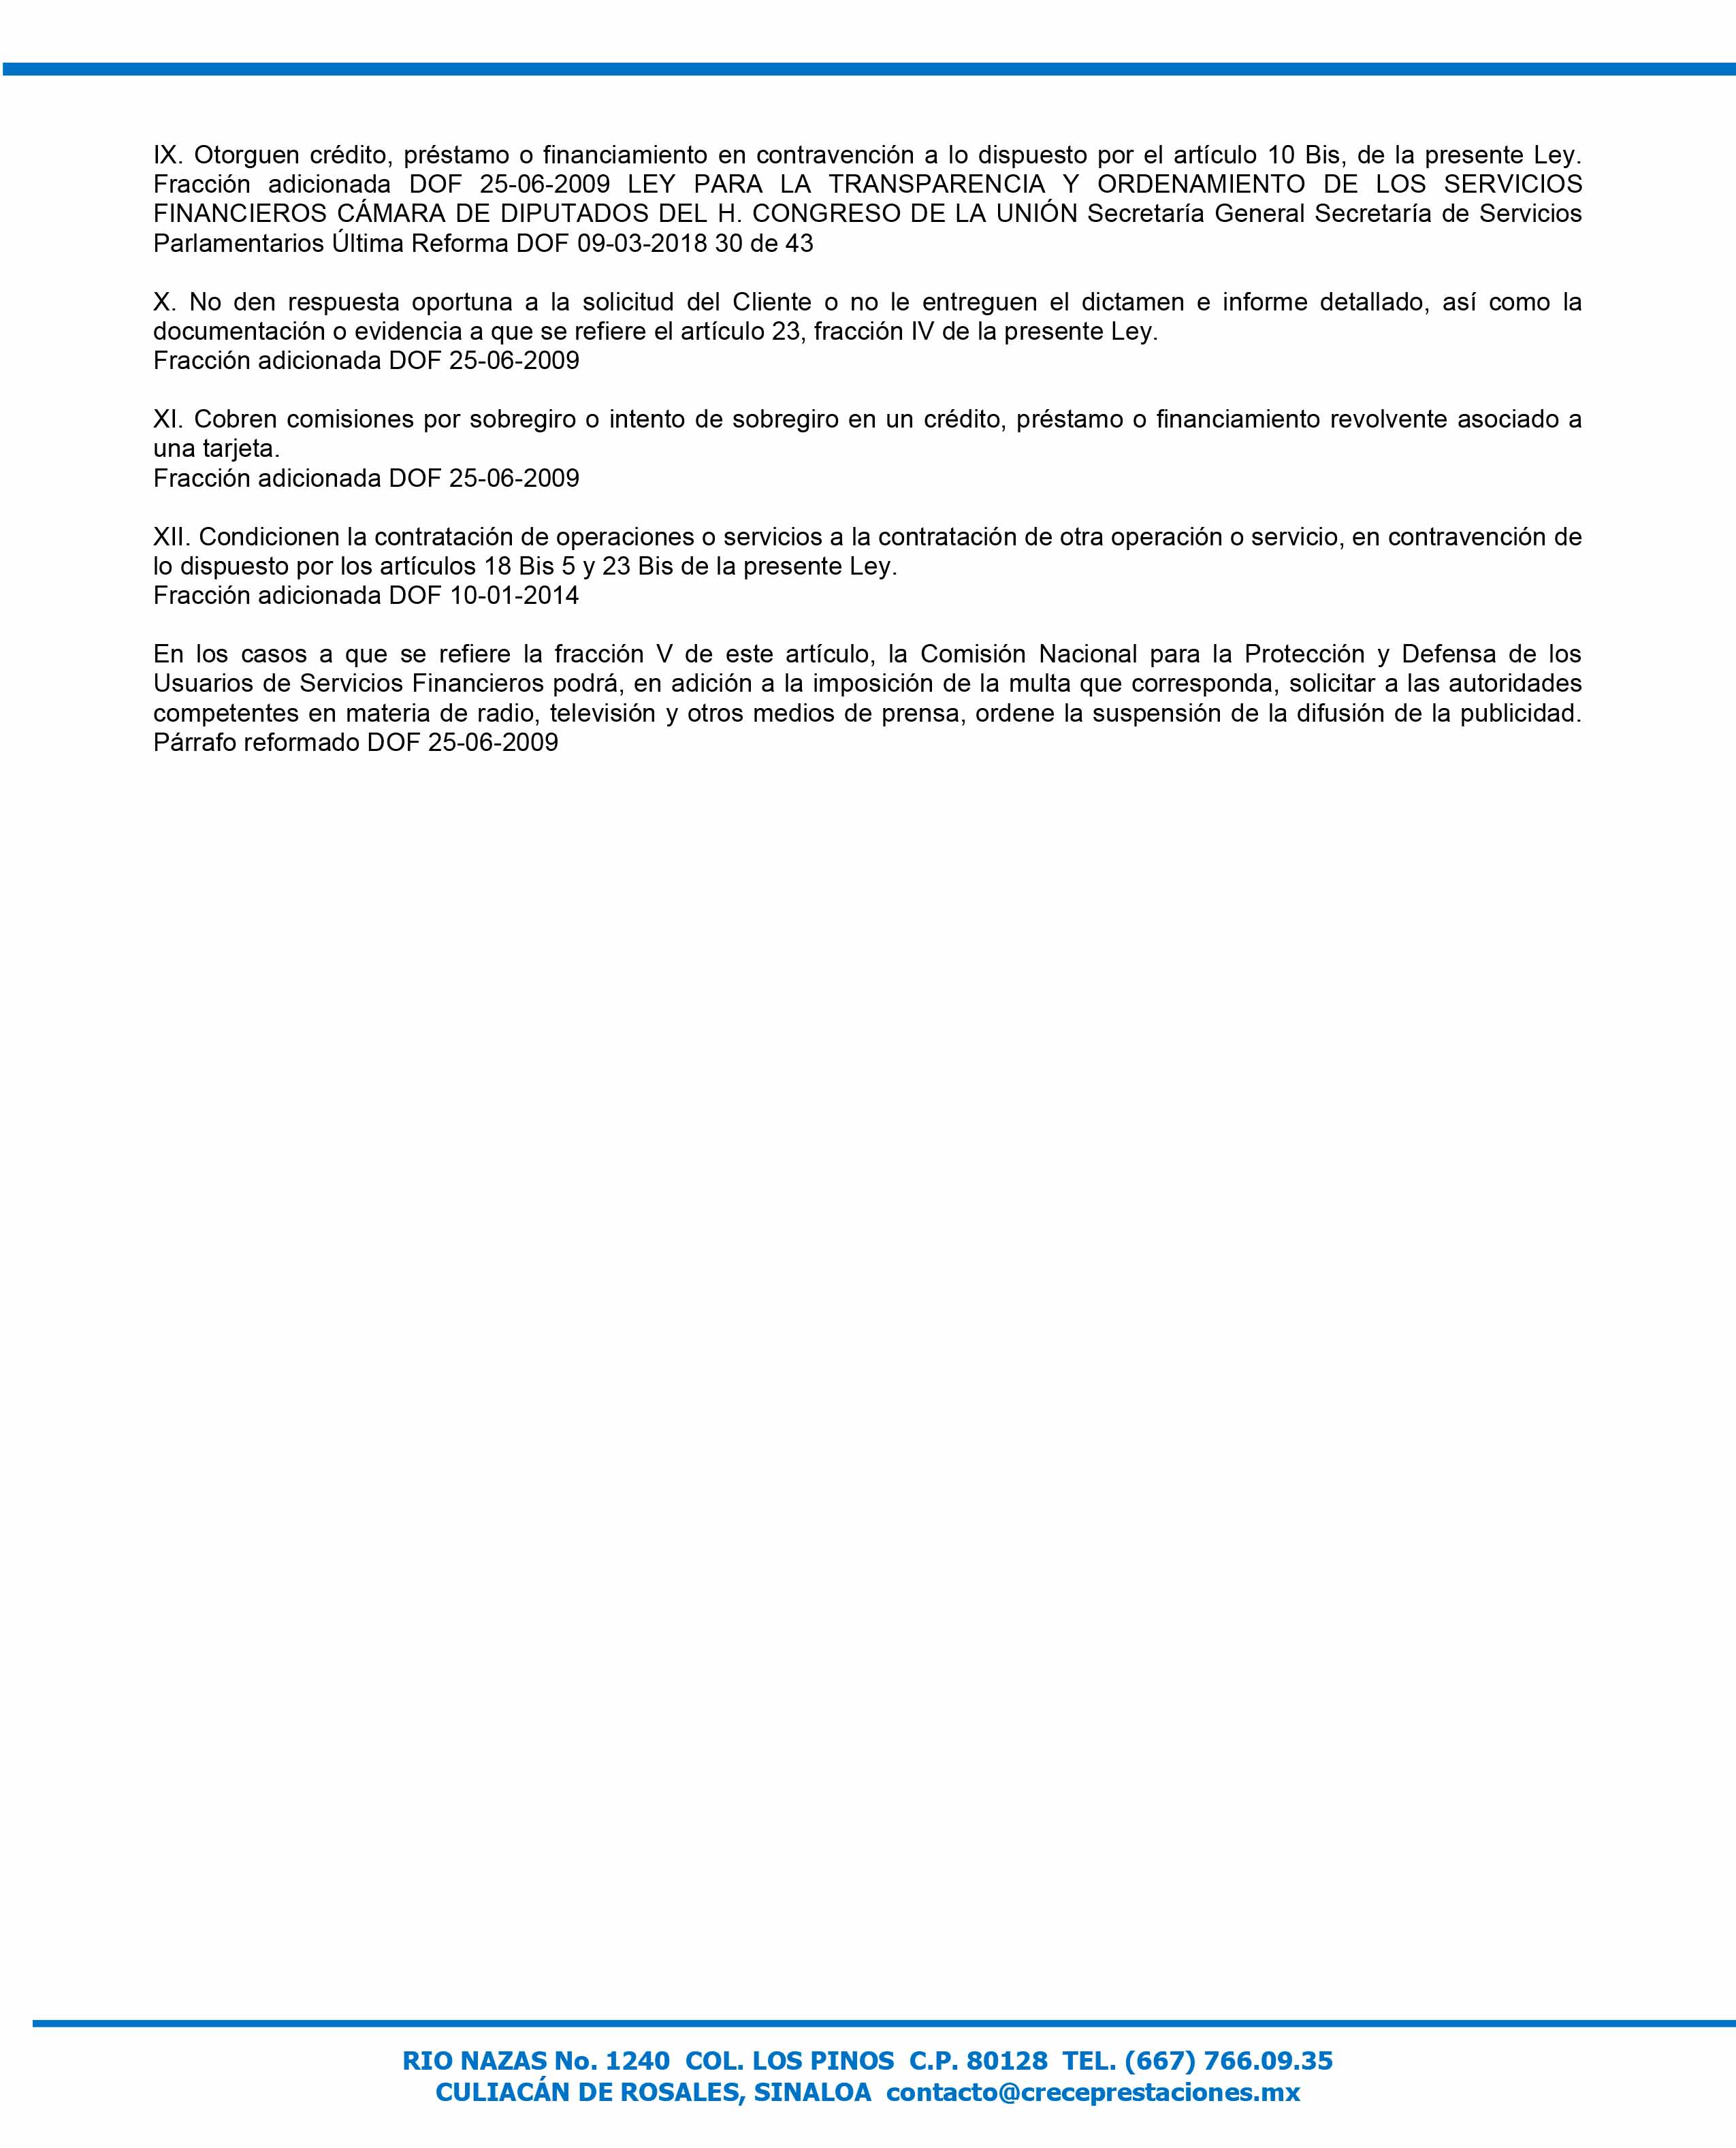 IX. Otorguen crédito, préstamo o financiamiento en contravención a lo dispuesto por el artículo 10 Bis, de la presente Ley.
Fracción adicionada DOF 25-06-2009 LEY PARA LA TRANSPARENCIA Y ORDENAMIENTO DE LOS SERVICIOS
FINANCIEROS CÁMARA DE DIPUTADOS DEL H. CONGRESO DE LA UNIÓN Secretaría General Secretaría de Servicios
Parlamentarios Última Reforma DOF 09-03-2018 30 de 43
X. No den respuesta oportuna a la solicitud del Cliente o no le entreguen el dictamen e informe detallado, así como la
documentación o evidencia a que se refiere el artículo 23, fracción IV de la presente Ley.
Fracción adicionada DOF 25-06-2009
XI. Cobren comisiones por sobregiro o intento de sobregiro en un crédito, préstamo o financiamiento revolvente asociado a
una tarjeta.
Fracción adicionada DOF 25-06-2009
XII. Condicionen la contratación de operaciones o servicios a la contratación de otra operación o servicio, en contravención de
lo dispuesto por los artículos 18 Bis 5 y 23 Bis de la presente Ley.
Fracción adicionada DOF 10-01-2014
En los casos a que se refiere la fracción V de este artículo, la Comisión Nacional para la Protección y Defensa de los
Usuarios de Servicios Financieros podrá, en adición a la imposición de la multa que corresponda, solicitar a las autoridades
competentes en materia de radio, televisión y otros medios de prensa, ordene la suspensión de la difusión de la publicidad.
Párrafo reformado DOF 25-06-2009
RIO NAZAS No. 1240 COL. LOS PINOS C.P. 80128 TEL. (667) 766.09.35
CULIACÁN DE ROSALES, SINALOA contacto@creceprestaciones.mx